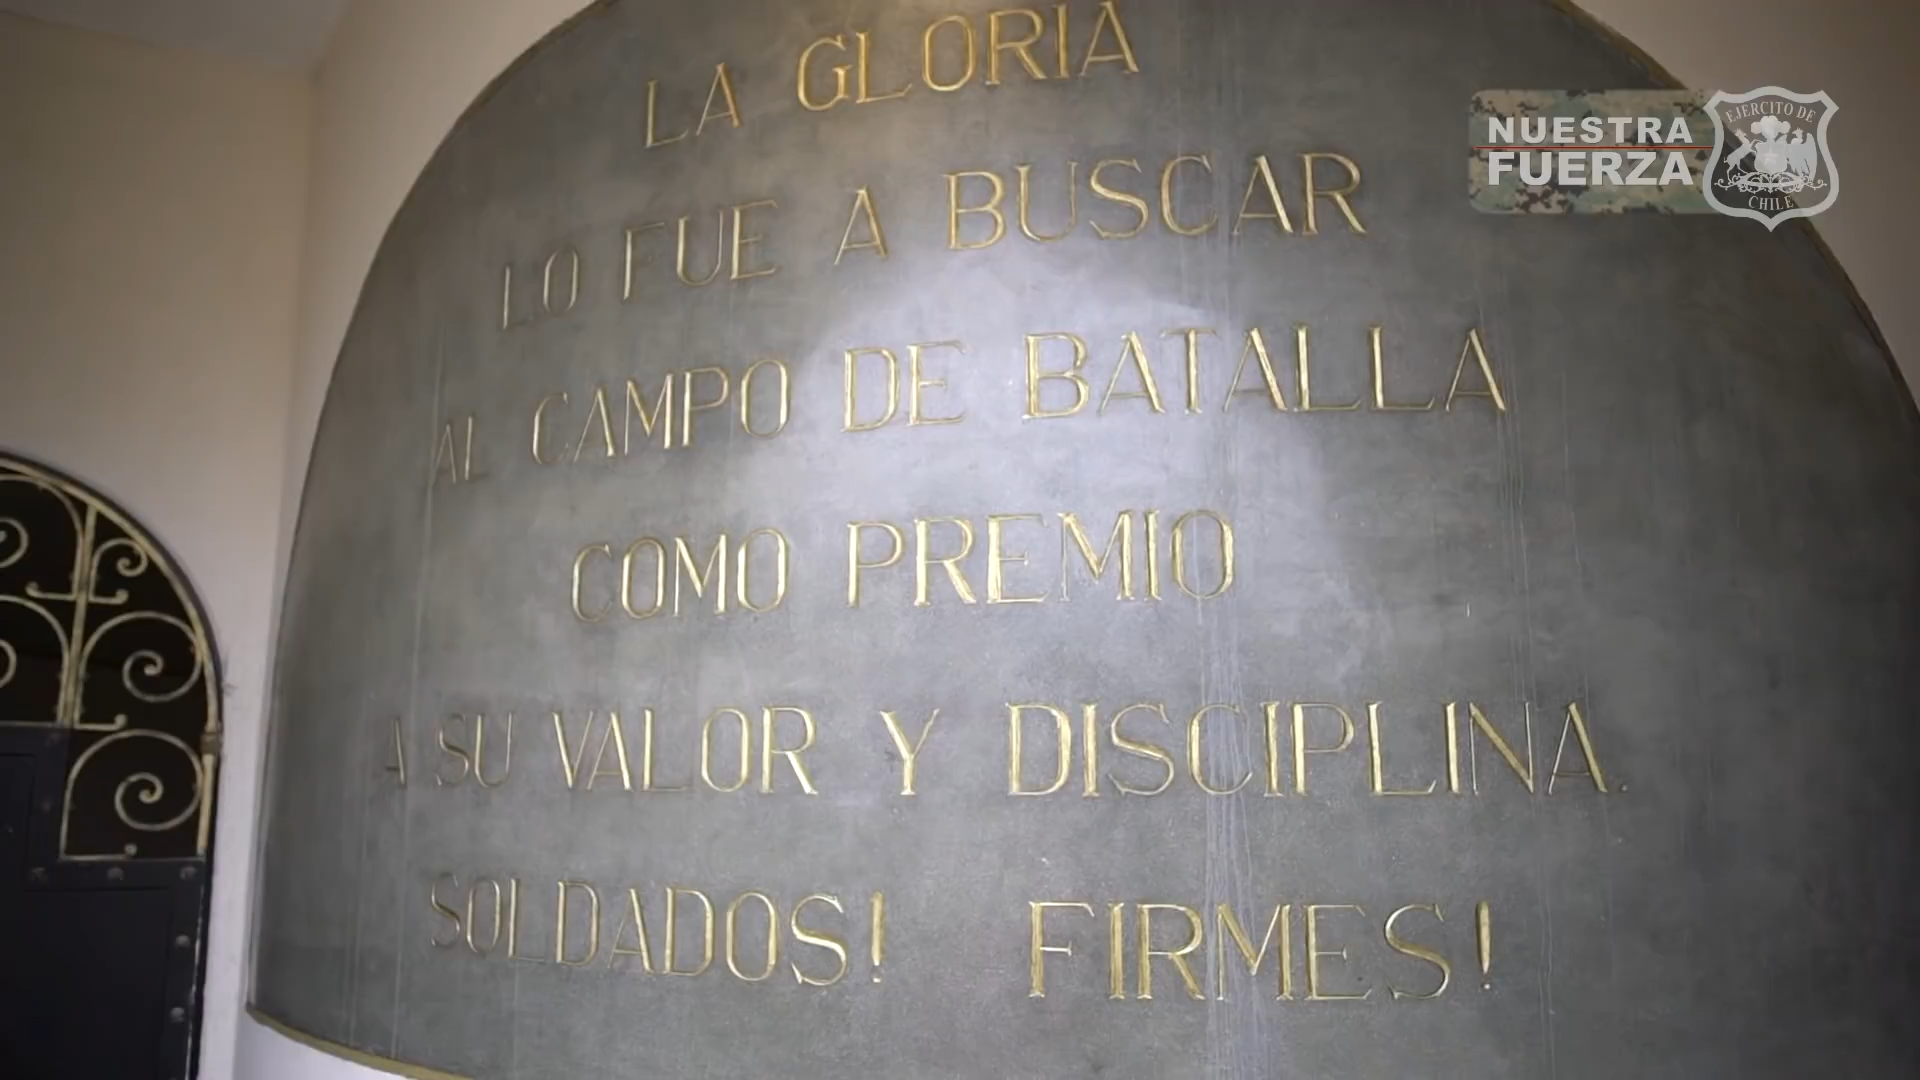 LA GLORIA
LO FUE A BUSCAR
AL CAMPO DE BATALLA
COMO PREMIO
A SU VALOR Y DISCIPLINA.
SOLDADOS! FIRMES!
NUESTRA
FUERZA
EJERCITO DE
CHILE